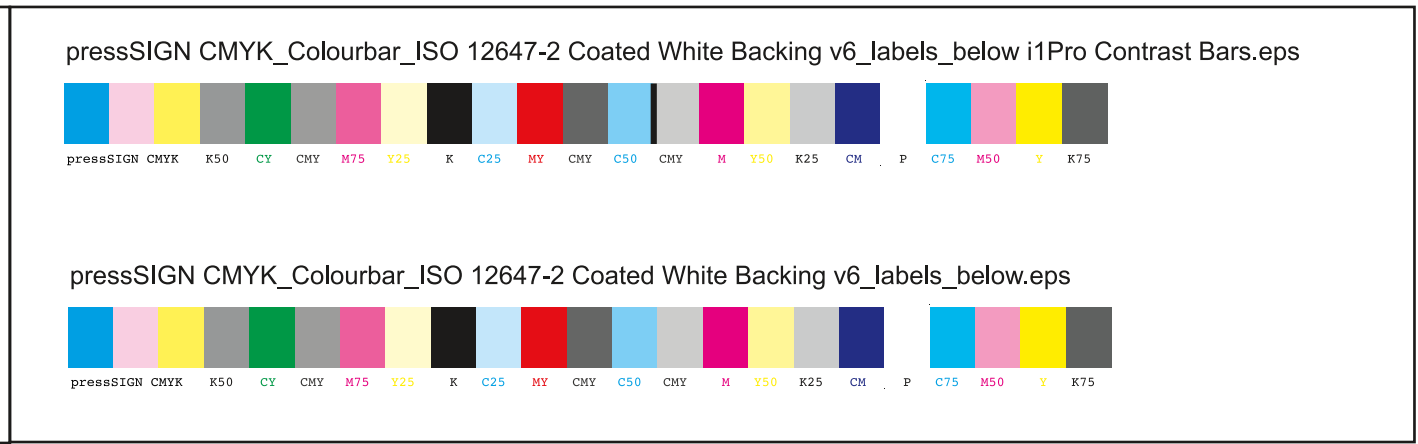 pressSIGN CMYK_Colourbar_ISO 12647-2 Coated White Backing v6_labels_below i1Pro Contrast Bars.eps
pressSIGN CMYK K50 CY CMY M75 Y25 K C25 MY CMY C50 CMY M Y50 K25 CM P C75 M50 Y K75
pressSIGN CMYK_Colourbar_ISO 12647-2 Coated White Backing v6_labels_below.eps
pressSIGN CMYK K50 CY CMY M75 Y25 K C25 MY CMY C50 CMY M Y50 K25 CM P C75 M50 Y K75